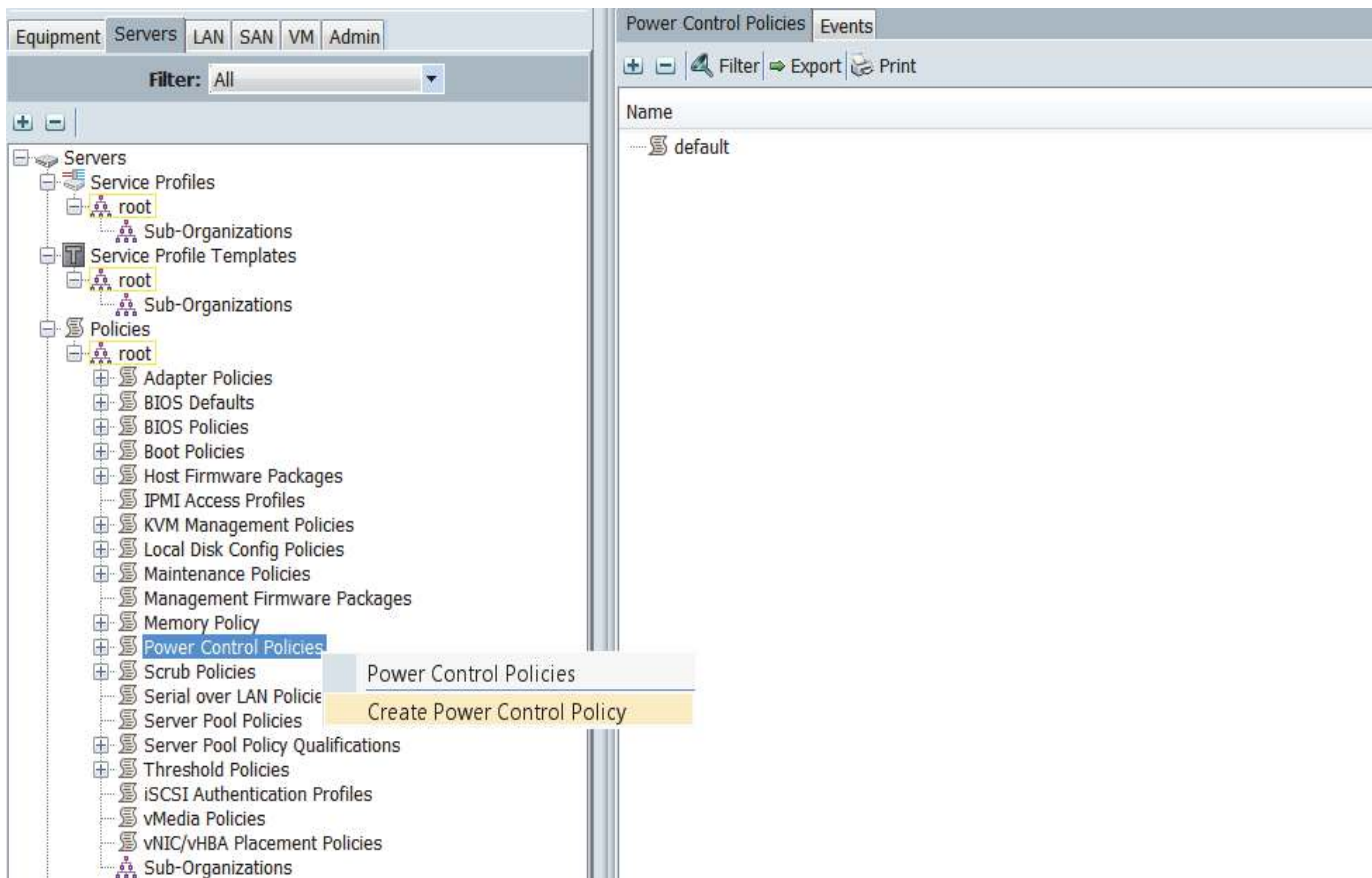 Equipment Servers LAN SAN VM Admin
Filter: All
Servers
Service Profiles
root
Sub-Organizations
Service Profile Templates
root
Sub-Organizations
Policies
root
Adapter Policies
BIOS Defaults
BIOS Policies
Boot Policies
Host Firmware Packages
IPMI Access Profiles
KVM Management Policies
Local Disk Config Policies
Maintenance Policies
Management Firmware Packages
Memory Policy
Power Control Policies
Scrub Policies
Serial over LAN Policie
Server Pool Policies
Server Pool Policy Qualifications
Threshold Policies
iSCSI Authentication Profiles
vMedia Policies
vNIC/vHBA Placement Policies
Sub-Organizations
Power Control Policies
Create Power Control Policy
Power Control Policies Events
Filter Export Print
Name
default